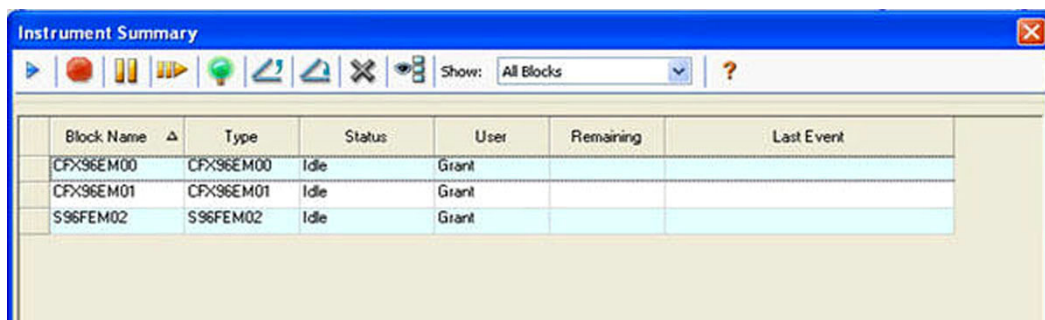 Instrument Summary
Show: All Blocks ?
Block Name Type Status User Remaining Last Event
CFX96EM00 CFX96EM00 Idle Grant
CFX96EM01 CFX96EM01 Idle Grant
S96FEM02 S96FEM02 Idle Grant